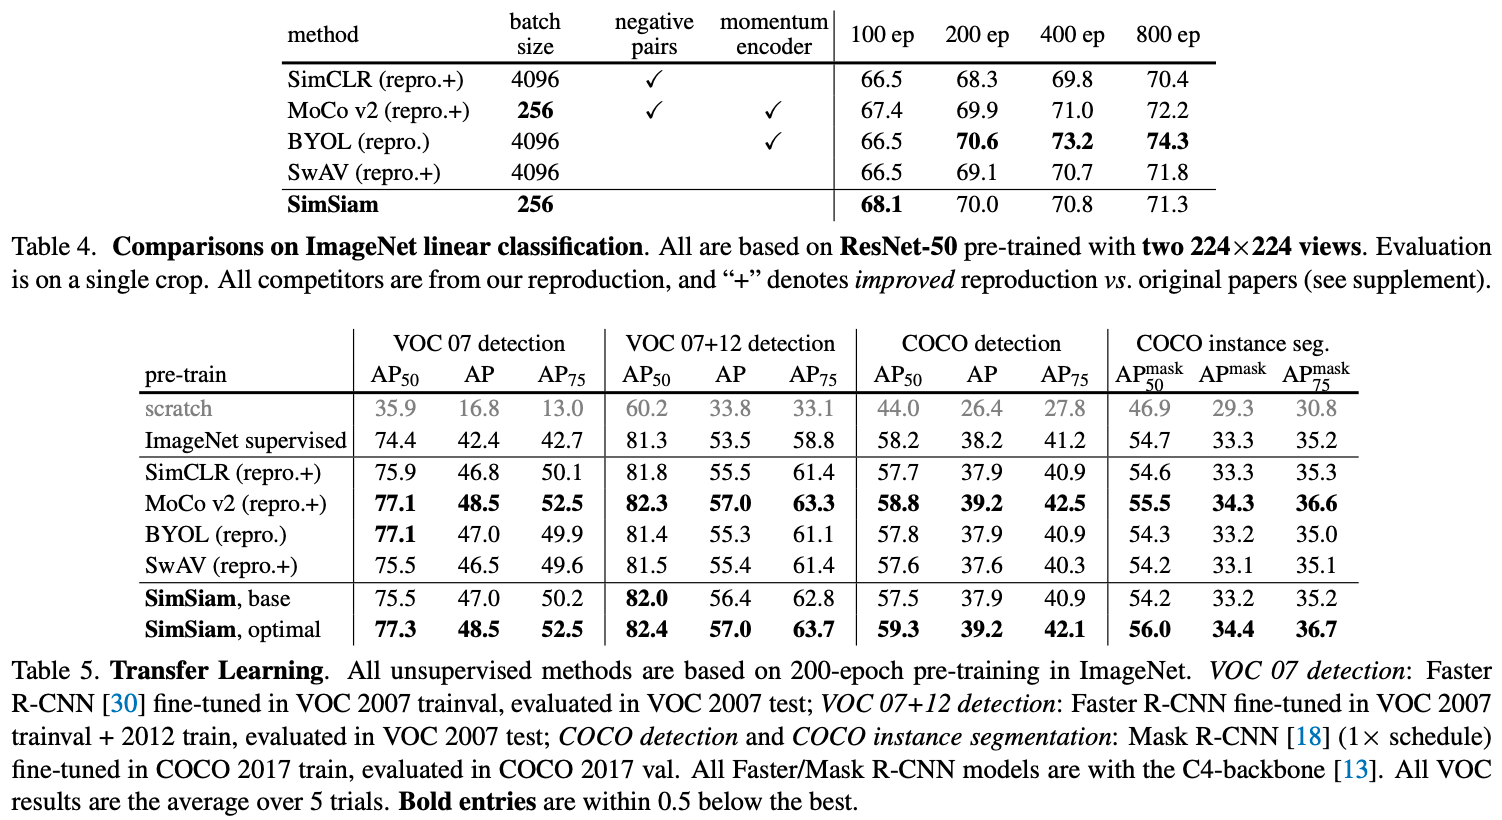 method batch size negative pairs momentum encoder 100 ep 200 ep 400 ep 800 ep
SimCLR (repro.+) 4096 ✓ 66.5 68.3 69.8 70.4
MoCo v2 (repro.+) 256 ✓ ✓ 67.4 69.9 71.0 72.2
BYOL (repro.) 4096 ✓ 66.5 70.6 73.2 74.3
SwAV (repro.+) 4096 66.5 69.1 70.7 71.8
SimSiam 256 68.1 70.0 70.8 71.3
Table 4. Comparisons on ImageNet linear classification. All are based on ResNet-50 pre-trained with two 224×224 views. Evaluation
is on a single crop. All competitors are from our reproduction, and “+” denotes improved reproduction vs. original papers (see supplement).
VOC 07 detection VOC 07+12 detection COCO detection COCO instance seg.
pre-train AP50 AP AP75 AP50 AP AP75 AP50 AP AP75 APmask50 APmask APmask75
scratch 35.9 16.8 13.0 60.2 33.8 33.1 44.0 26.4 27.8 46.9 29.3 30.8
ImageNet supervised 74.4 42.4 42.7 81.3 53.5 58.8 58.2 38.2 41.2 54.7 33.3 35.2
SimCLR (repro.+) 75.9 46.8 50.1 81.8 55.5 61.4 57.7 37.9 40.9 54.6 33.3 35.3
MoCo v2 (repro.+) 77.1 48.5 52.5 82.3 57.0 63.3 58.8 39.2 42.5 55.5 34.3 36.6
BYOL (repro.) 77.1 47.0 49.9 81.4 55.3 61.1 57.8 37.9 40.9 54.3 33.2 35.0
SwAV (repro.+) 75.5 46.5 49.6 81.5 55.4 61.4 57.6 37.6 40.3 54.2 33.1 35.1
SimSiam, base 75.5 47.0 50.2 82.0 56.4 62.8 57.5 37.9 40.9 54.2 33.2 35.2
SimSiam, optimal 77.3 48.5 52.5 82.4 57.0 63.7 59.3 39.2 42.1 56.0 34.4 36.7
Table 5. Transfer Learning. All unsupervised methods are based on 200-epoch pre-training in ImageNet. VOC 07 detection: Faster
R-CNN [30] fine-tuned in VOC 2007 trainval, evaluated in VOC 2007 test; VOC 07+12 detection: Faster R-CNN fine-tuned in VOC 2007
trainval + 2012 train, evaluated in VOC 2007 test; COCO detection and COCO instance segmentation: Mask R-CNN [18] (1× schedule)
fine-tuned in COCO 2017 train, evaluated in COCO 2017 val. All Faster/Mask R-CNN models are with the C4-backbone [13]. All VOC
results are the average over 5 trials. Bold entries are within 0.5 below the best.